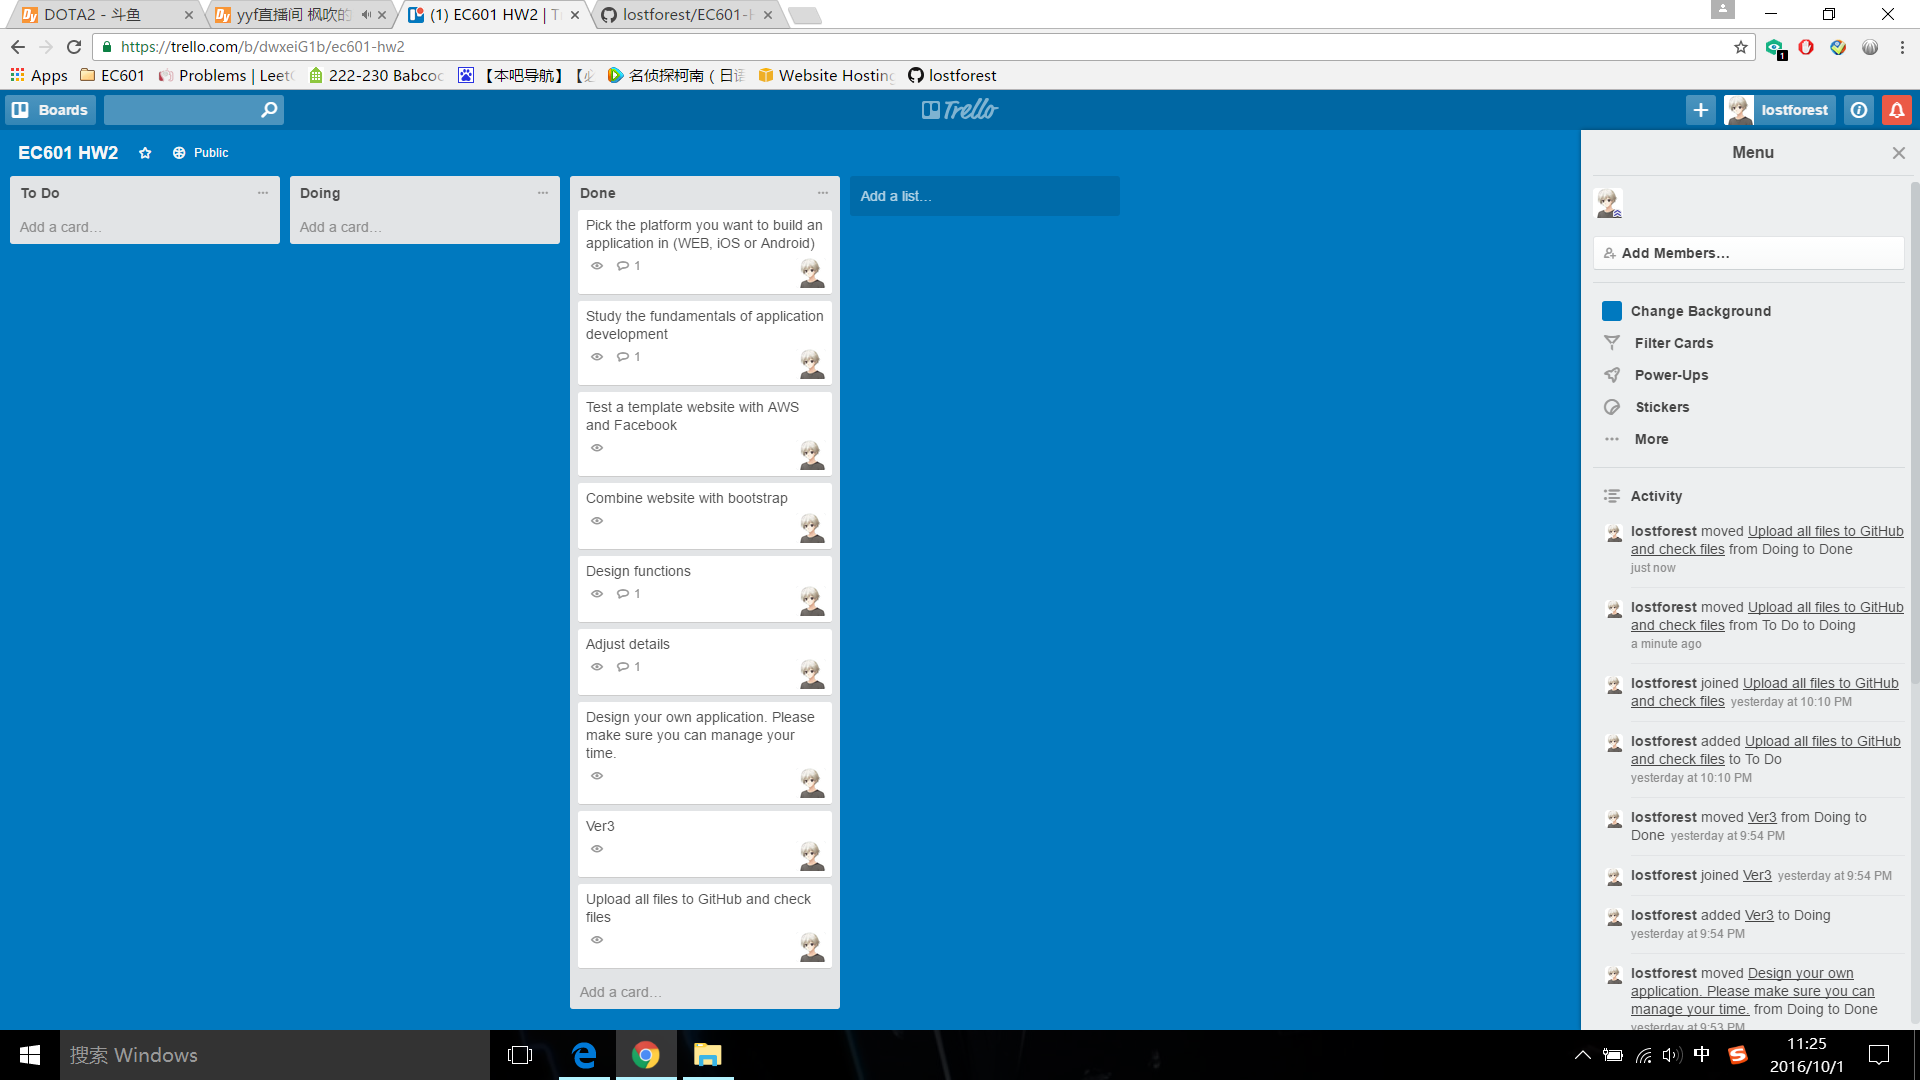 DOTA2 - 斗鱼
yyf直播间 枫吹的
(1) EC601 HW2 | T
lostforest/EC601-H
https://trello.com/b/dwxeiG1b/ec601-hw2
Apps
EC601
Problems | Leet
222-230 Babcoc
【本吧导航】
名侦探柯南 ( 日语
Website Hosting
lostforest
1
Boards
Trello
lostforest
EC601 HW2
Public
To Do
Add a card…
Doing
Add a card…
Done
Pick the platform you want to build an
application in (WEB, iOS or Android)
1
Study the fundamentals of application
development
1
Test a template website with AWS
and Facebook
Combine website with bootstrap
Design functions
1
Adjust details
1
Design your own application. Please
make sure you can manage your
time.
Ver3
Upload all files to GitHub and check
files
Add a card…
Add a list…
Menu
Add Members…
Change Background
Filter Cards
Power-Ups
Stickers
More
Activity
lostforest moved Upload all files to GitHub
and check files from Doing to Done
just now
lostforest moved Upload all files to GitHub
and check files from To Do to Doing
a minute ago
lostforest joined Upload all files to GitHub
and check files yesterday at 10:10 PM
lostforest added Upload all files to GitHub
and check files to To Do
yesterday at 10:10 PM
lostforest moved Ver3 from Doing to
Done yesterday at 9:54 PM
lostforest joined Ver3 yesterday at 9:54 PM
lostforest added Ver3 to Doing
yesterday at 9:54 PM
lostforest moved Design your own
application. Please make sure you can
manage your time. from Doing to Done
yesterday at 9:53 PM
搜索 Windows
中
11:25
2016/10/1